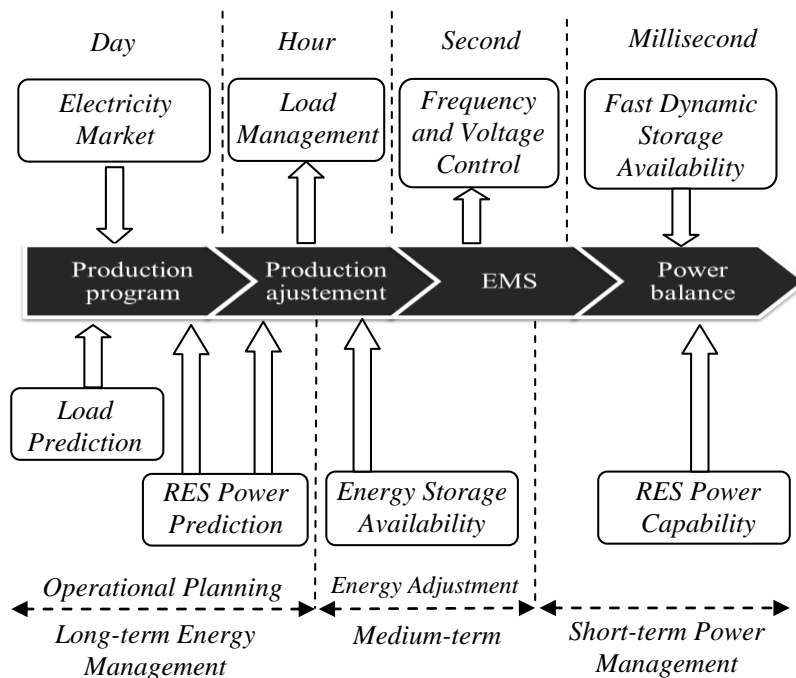 Day
Hour
Second
Millisecond
Electricity
Market
Load
Management
Frequency
and Voltage
Control
Fast Dynamic
Storage
Availability
Production
program
Production
ajustement
EMS
Power
balance
Load
Prediction
RES Power
Prediction
Energy Storage
Availability
RES Power
Capability
Operational Planning
Energy Adjustment
Long-term Energy
Management
Medium-term
Short-term Power
Management